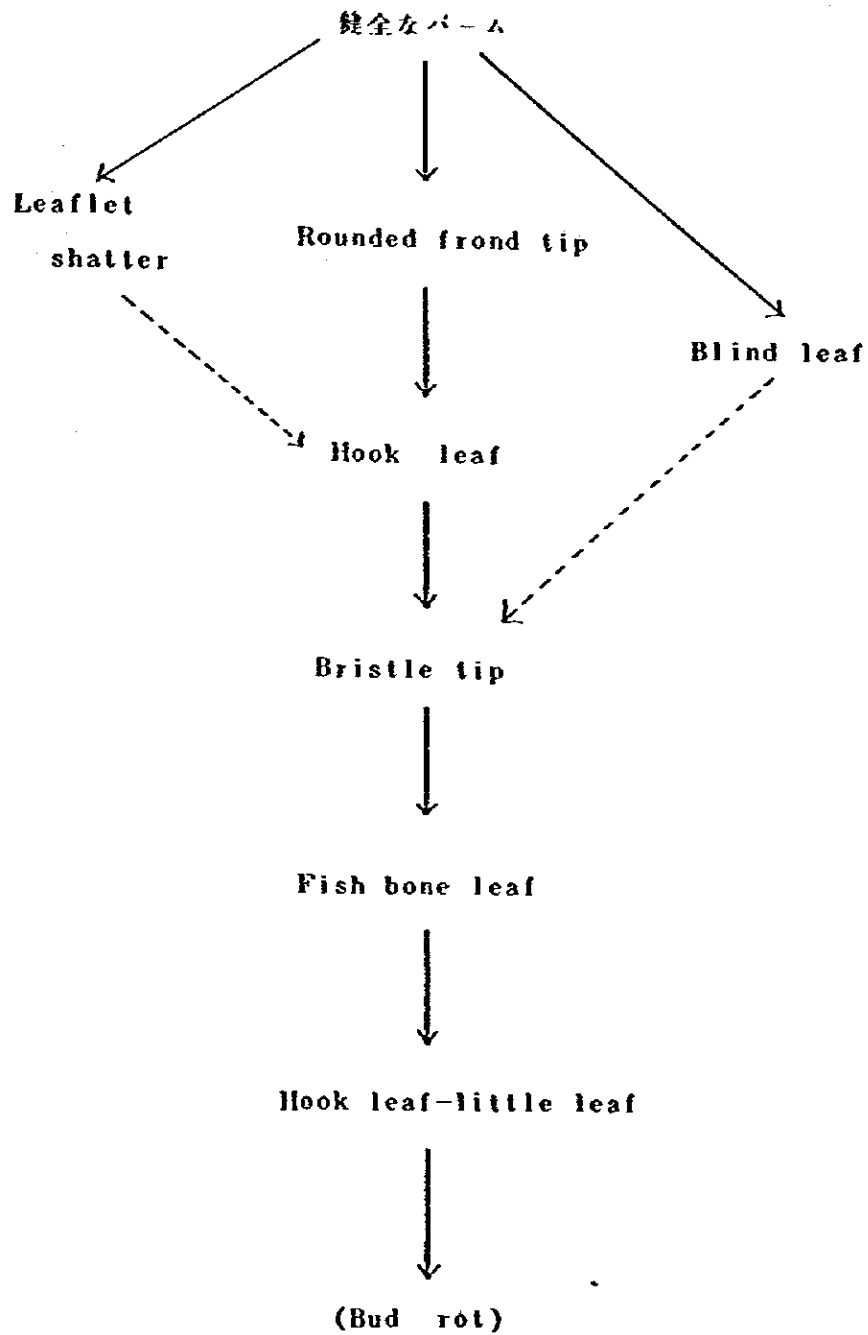 健全なパーム
Leaflet
shatter
Rounded frond tip
Blind leaf
Hook leaf
Bristle tip
Fish bone leaf
Hook leaf-little leaf
(Bud rot)